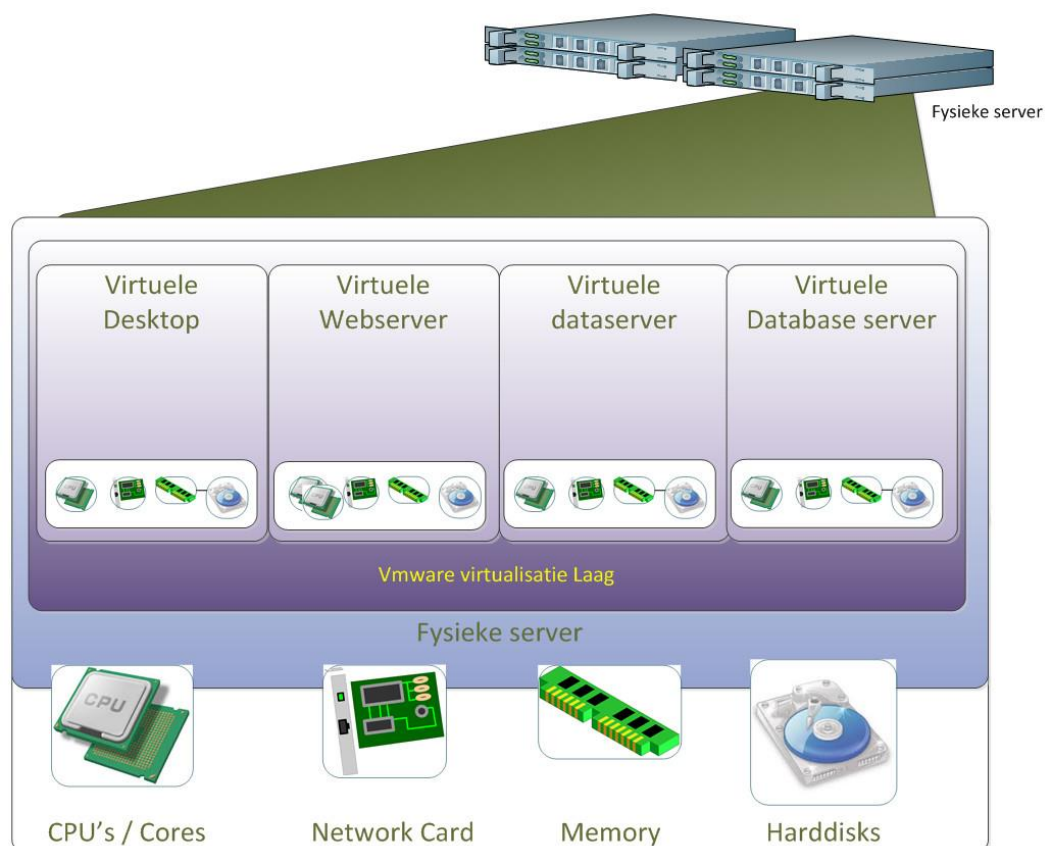 Fysieke server
Virtuele
Desktop
Virtuele
Webserver
Virtuele
dataserver
Virtuele
Database server
Vmware virtualisatie Laag
Fysieke server
CPU
CPU's / Cores
Network Card
Memory
Harddisks